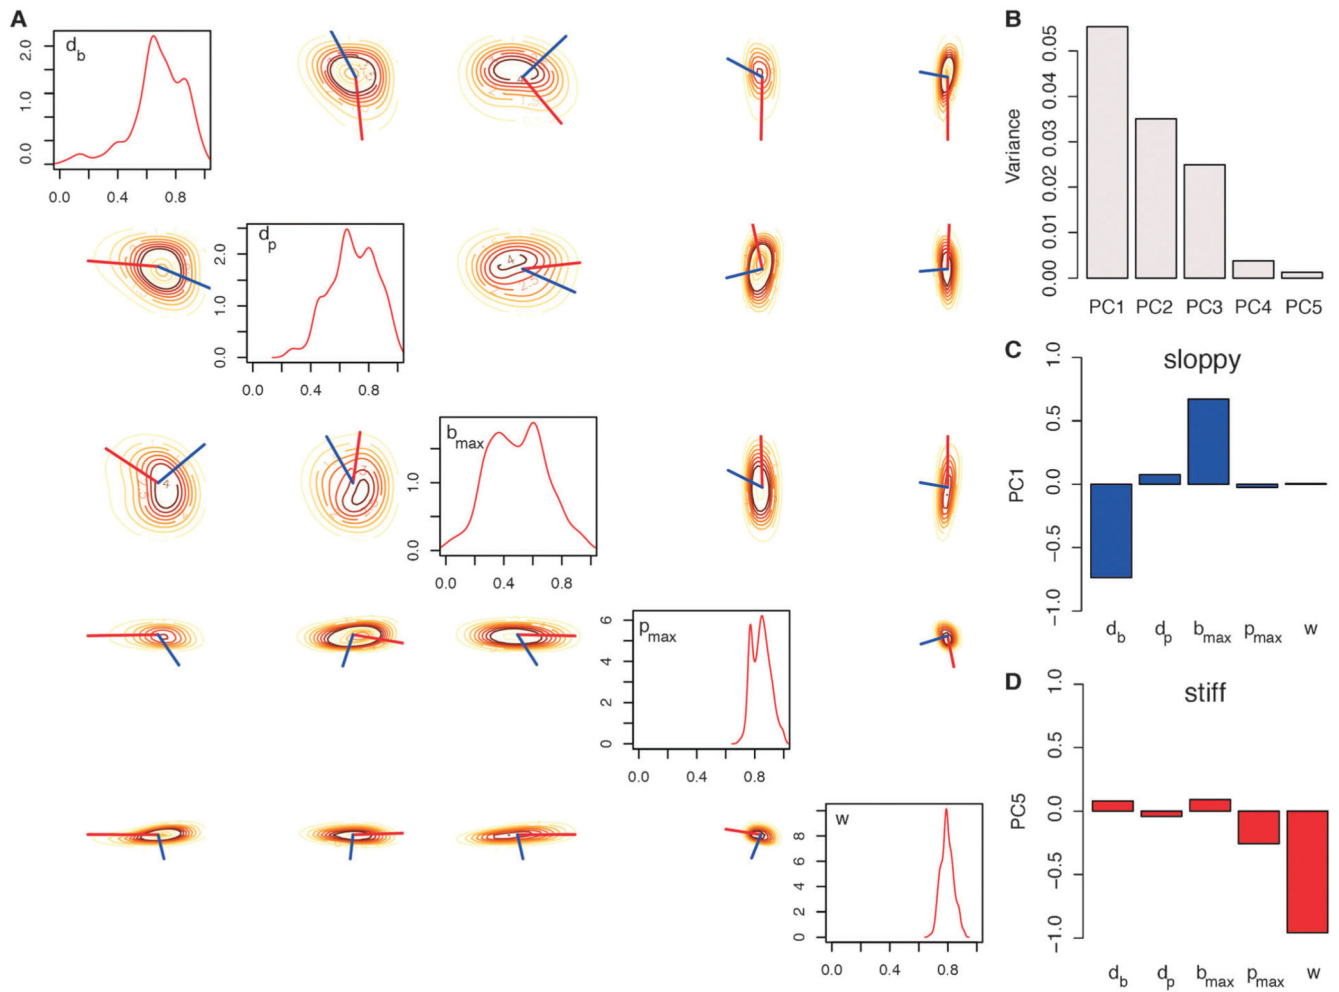 A
d_b
0.0 1.0 2.0
0.0 0.4 0.8
d_p
0.0 1.0 2.0
0.0 0.4 0.8
b_max
0.0 1.0
0.0 0.4 0.8
p_max
0 2 4 6
0.0 0.4 0.8
w
0 2 4 6 8
0.0 0.4 0.8
4
4
4
B
Variance
0.00 0.01 0.02 0.03 0.04 0.05
PC1 PC2 PC3 PC4 PC5
C
sloppy
PC1
−1.0 −0.5 0.0 0.5 1.0
d_b d_p b_max p_max w
D
stiff
PC5
−1.0 −0.5 0.0 0.5 1.0
d_b d_p b_max p_max w